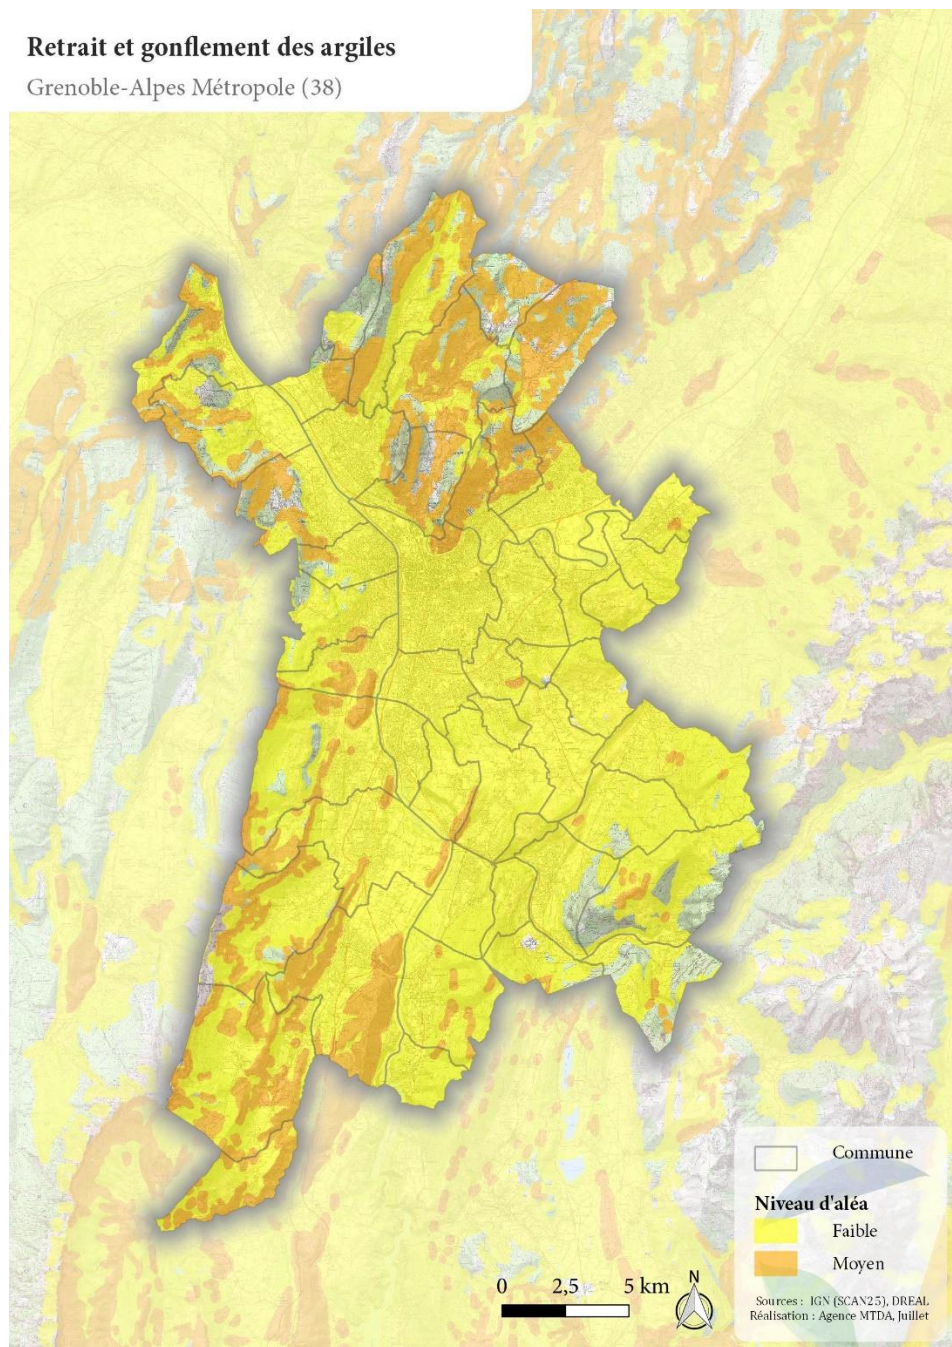 Retrait et gonflement des argiles
Grenoble-Alpes Métropole (38)
Commune
Niveau d'aléa
Faible
Moyen
0 2,5 5 km
N
Sources : IGN (SCAN25), DREAL
Réalisation : Agence MTDA, Juillet